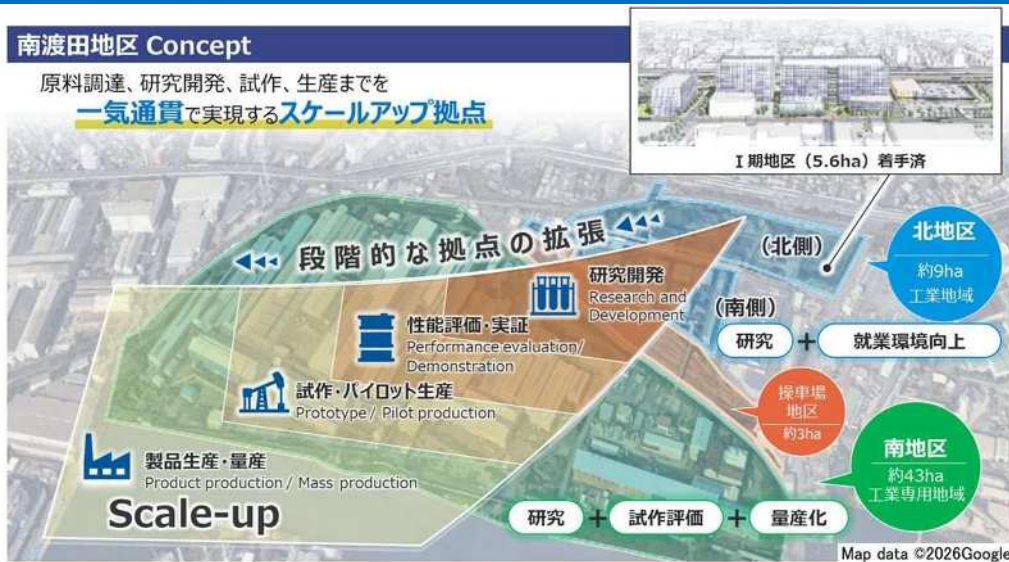 南渡田地区 Concept
原料調達、研究開発、試作、生産までを
一気通貫で実現するスケールアップ拠点
Ⅰ期地区（5.6ha）着手済
段階的な拠点の拡張
（北側）
北地区
約9ha
工業地域
研究開発
Research and
Development
（南側）
研究 + 就業環境向上
性能評価・実証
Performance evaluation/
Demonstration
操車場
地区
約3ha
試作・パイロット生産
Prototype / Pilot production
南地区
約43ha
工業専用地域
製品生産・量産
Product production / Mass production
Scale-up
研究 + 試作評価 + 量産化
Map data ©2026Google